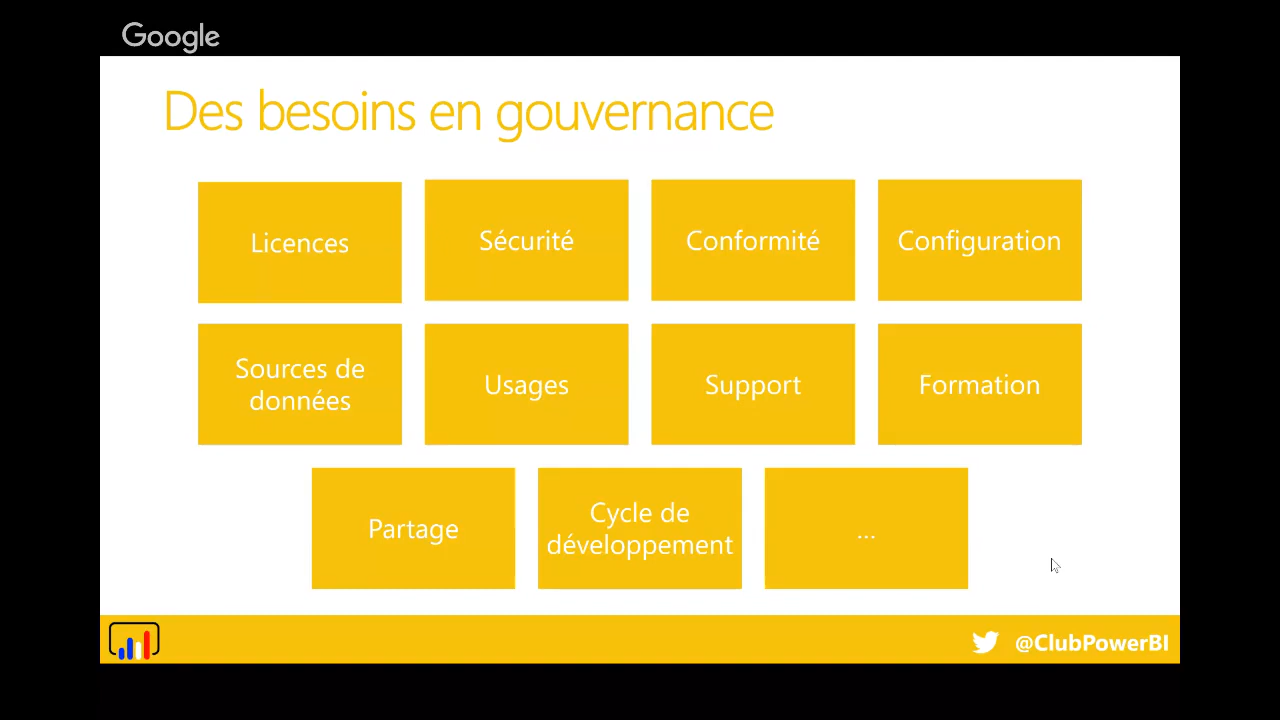 Google
Des besoins en gouvernance
Licences
Sécurité
Conformité
Configuration
Sources de
données
Usages
Support
Formation
Partage
Cycle de
développement
...
@ClubPowerBI